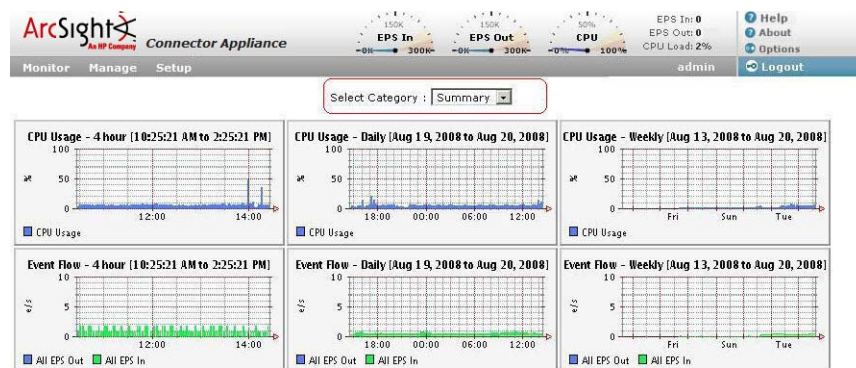 ArcSight
An HP Company
Connector Appliance
150K
EPS In
0K 300K
150K
EPS Out
0K 300K
50%
CPU
0% 100%
EPS In: 0
EPS Out: 0
CPU Load: 2%
Help
About
Options
Monitor Manage Setup
admin
Logout
Select Category : Summary
CPU Usage - 4 hour [10:25:21 AM to 2:25:21 PM]
100
50
0
%
12:00 14:00
CPU Usage
CPU Usage - Daily [Aug 19, 2008 to Aug 20, 2008]
100
50
0
%
18:00 00:00 06:00 12:00
CPU Usage
CPU Usage - Weekly [Aug 13, 2008 to Aug 20, 2008]
100
50
0
%
Fri Sun Tue
CPU Usage
Event Flow - 4 hour [10:25:21 AM to 2:25:21 PM]
10
5
0
e/s
12:00 14:00
All EPS Out All EPS In
Event Flow - Daily [Aug 19, 2008 to Aug 20, 2008]
10
5
0
e/s
18:00 00:00 06:00 12:00
All EPS Out All EPS In
Event Flow - Weekly [Aug 13, 2008 to Aug 20, 2008]
10
5
0
e/s
Fri Sun Tue
All EPS Out All EPS In